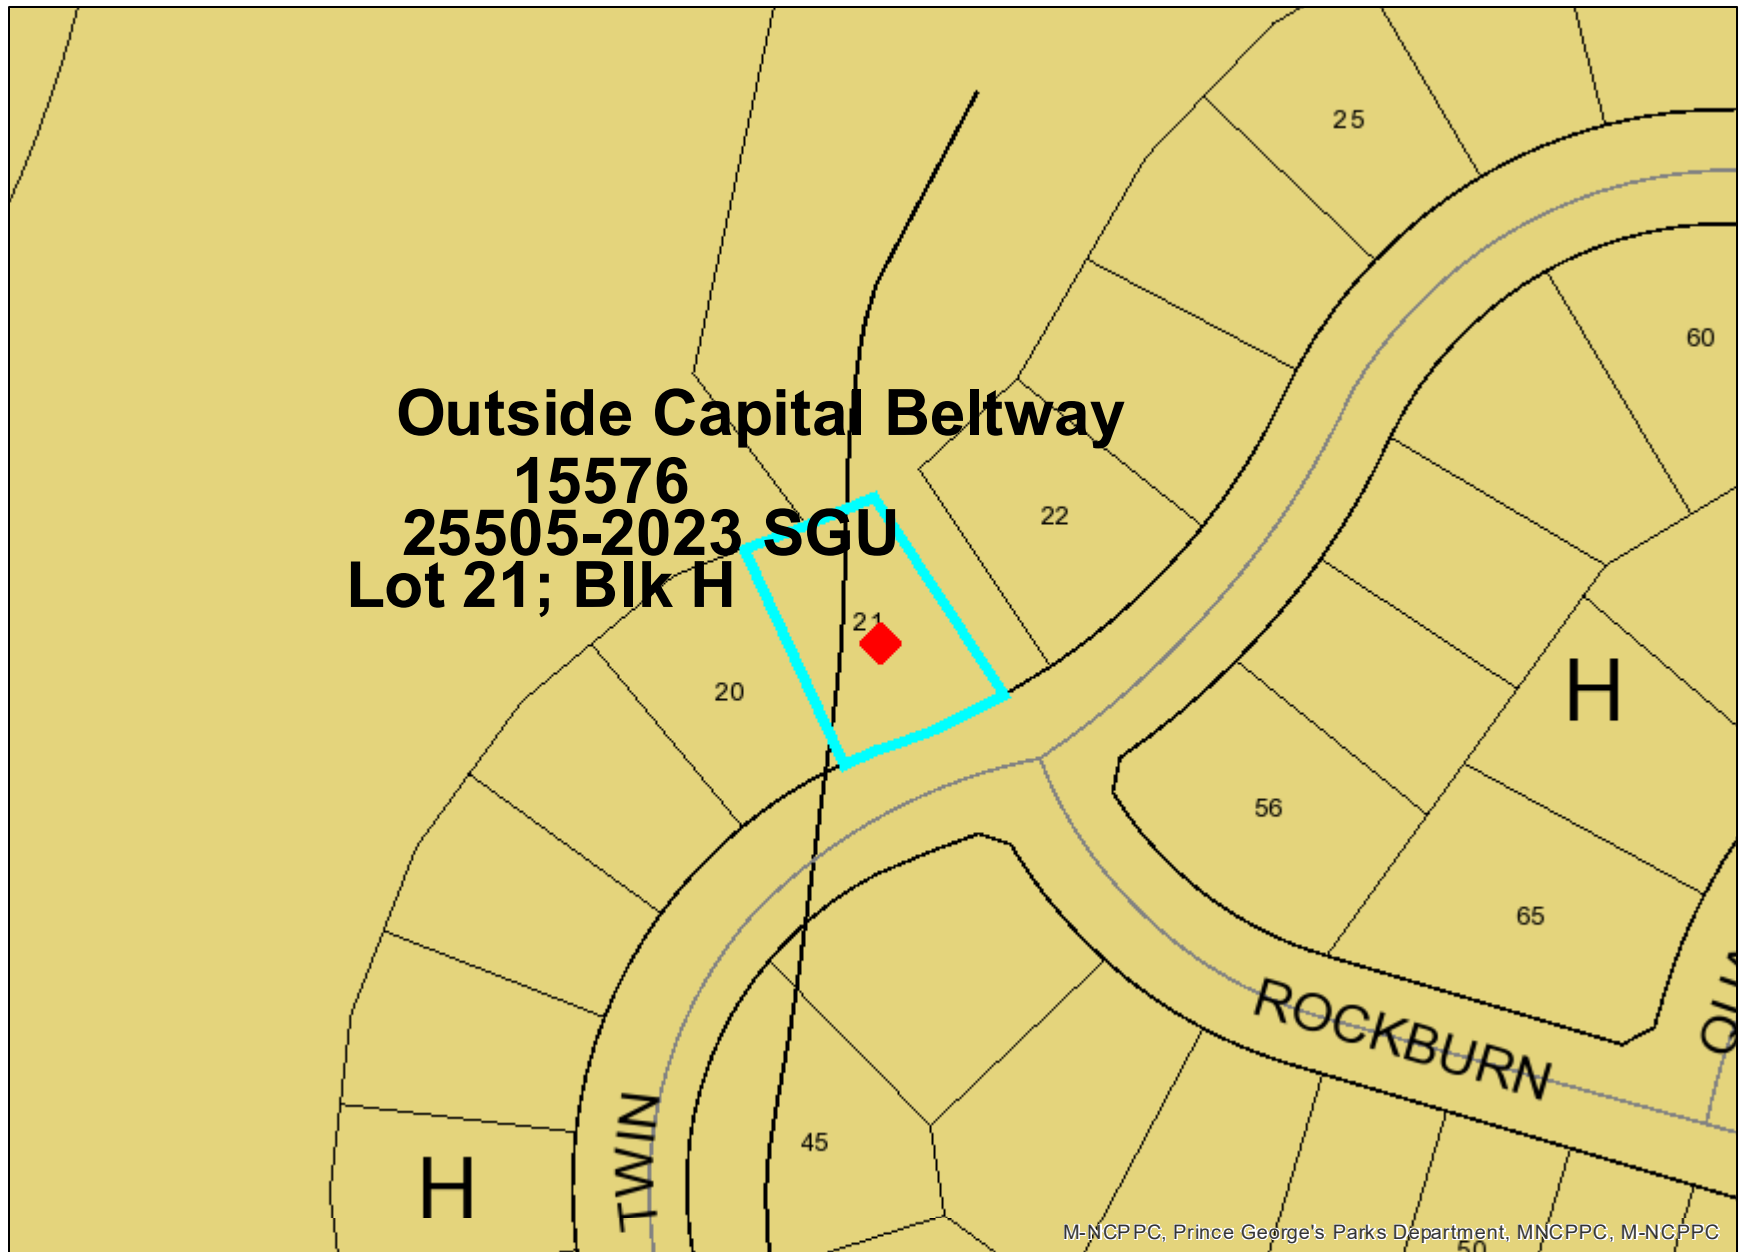 25
60
Outside Capital Beltway
15576
25505-2023 SGU
Lot 21; Blk H
22
21
20
H
56
65
ROCKBURN
TWIN
45
H
M-NCPPC, Prince George's Parks Department, MNCPPC, M-NCPPC
50